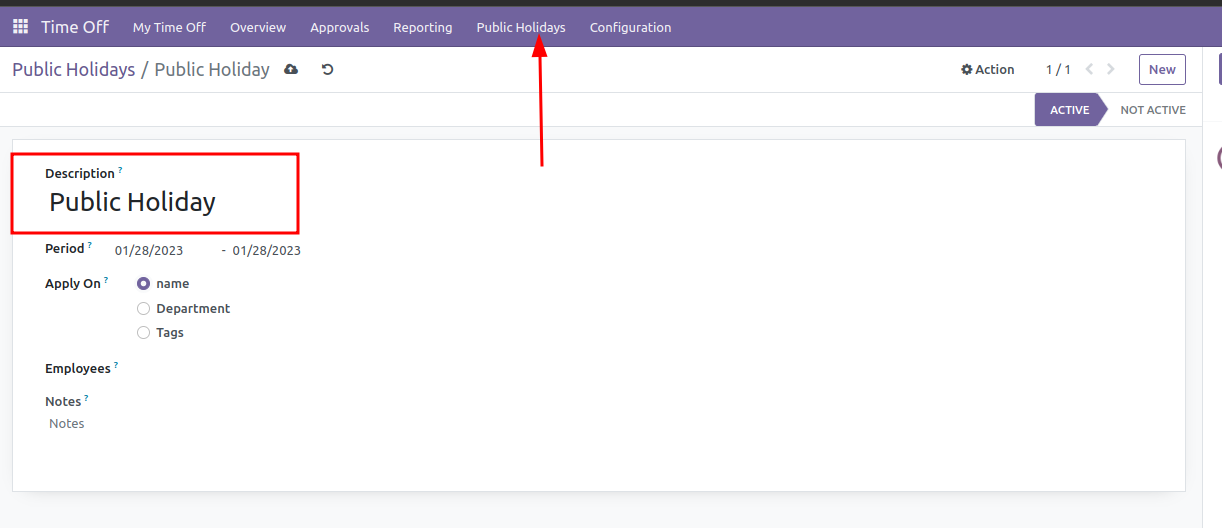 Time Off My Time Off Overview Approvals Reporting Public Holidays Configuration
Public Holidays / Public Holiday Action 1 / 1 New
ACTIVE NOT ACTIVE
Description ?
Public Holiday
Period ? 01/28/2023 - 01/28/2023
Apply On ? name
Department
Tags
Employees ?
Notes ?
Notes